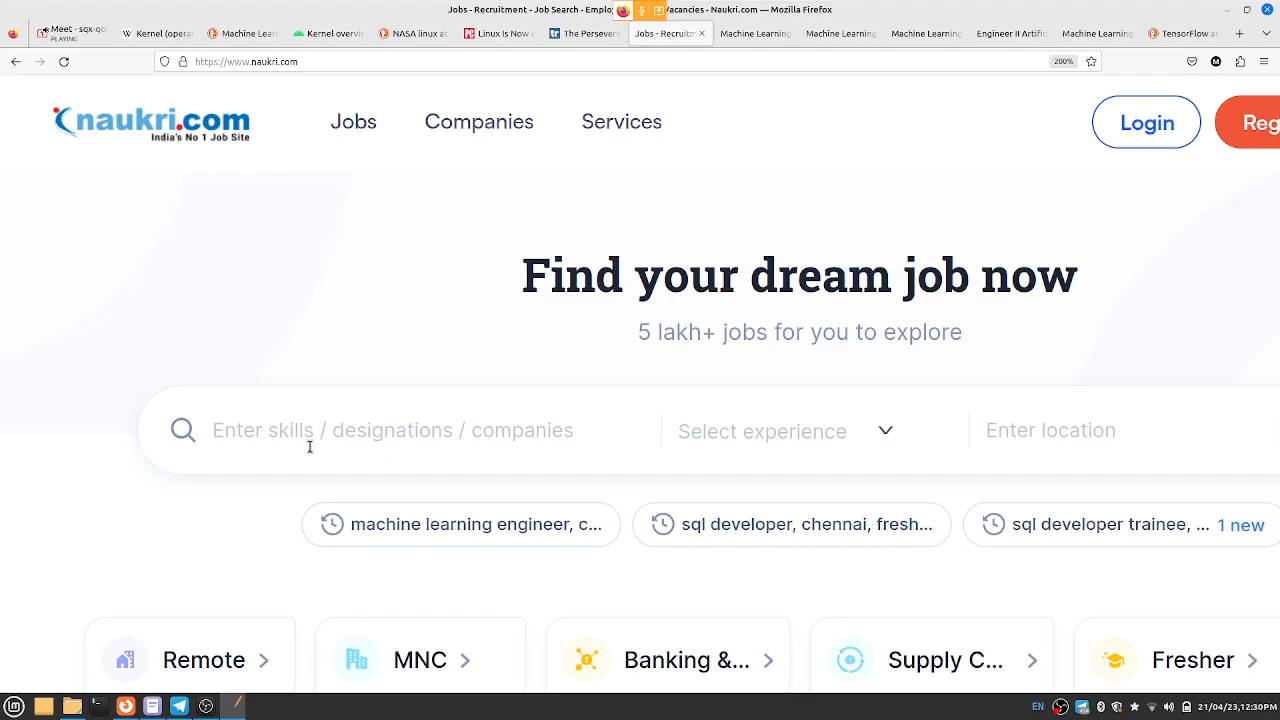 Jobs - Recruitment - Job Search - Employ Vacancies - Naukri.com — Mozilla Firefox
Meet - sqx-qo
PLAYING
Kernel (opera
Machine Lear
Kernel overvi
NASA linux at
Linux Is Now
The Persevera
Jobs - Recruitm
Machine Learning
Machine Learning
Machine Learning
Engineer II Artific
Machine Learning
TensorFlow at
https://www.naukri.com
200%
naukri.com
India's No 1 Job Site
Jobs
Companies
Services
Login
Reg
Find your dream job now
5 lakh+ jobs for you to explore
Enter skills / designations / companies
Select experience
Enter location
machine learning engineer, c...
sql developer, chennai, fresh...
sql developer trainee, ... 1 new
Remote
MNC
Banking &...
Supply C...
Fresher
EN
21/04/23,12:30PM